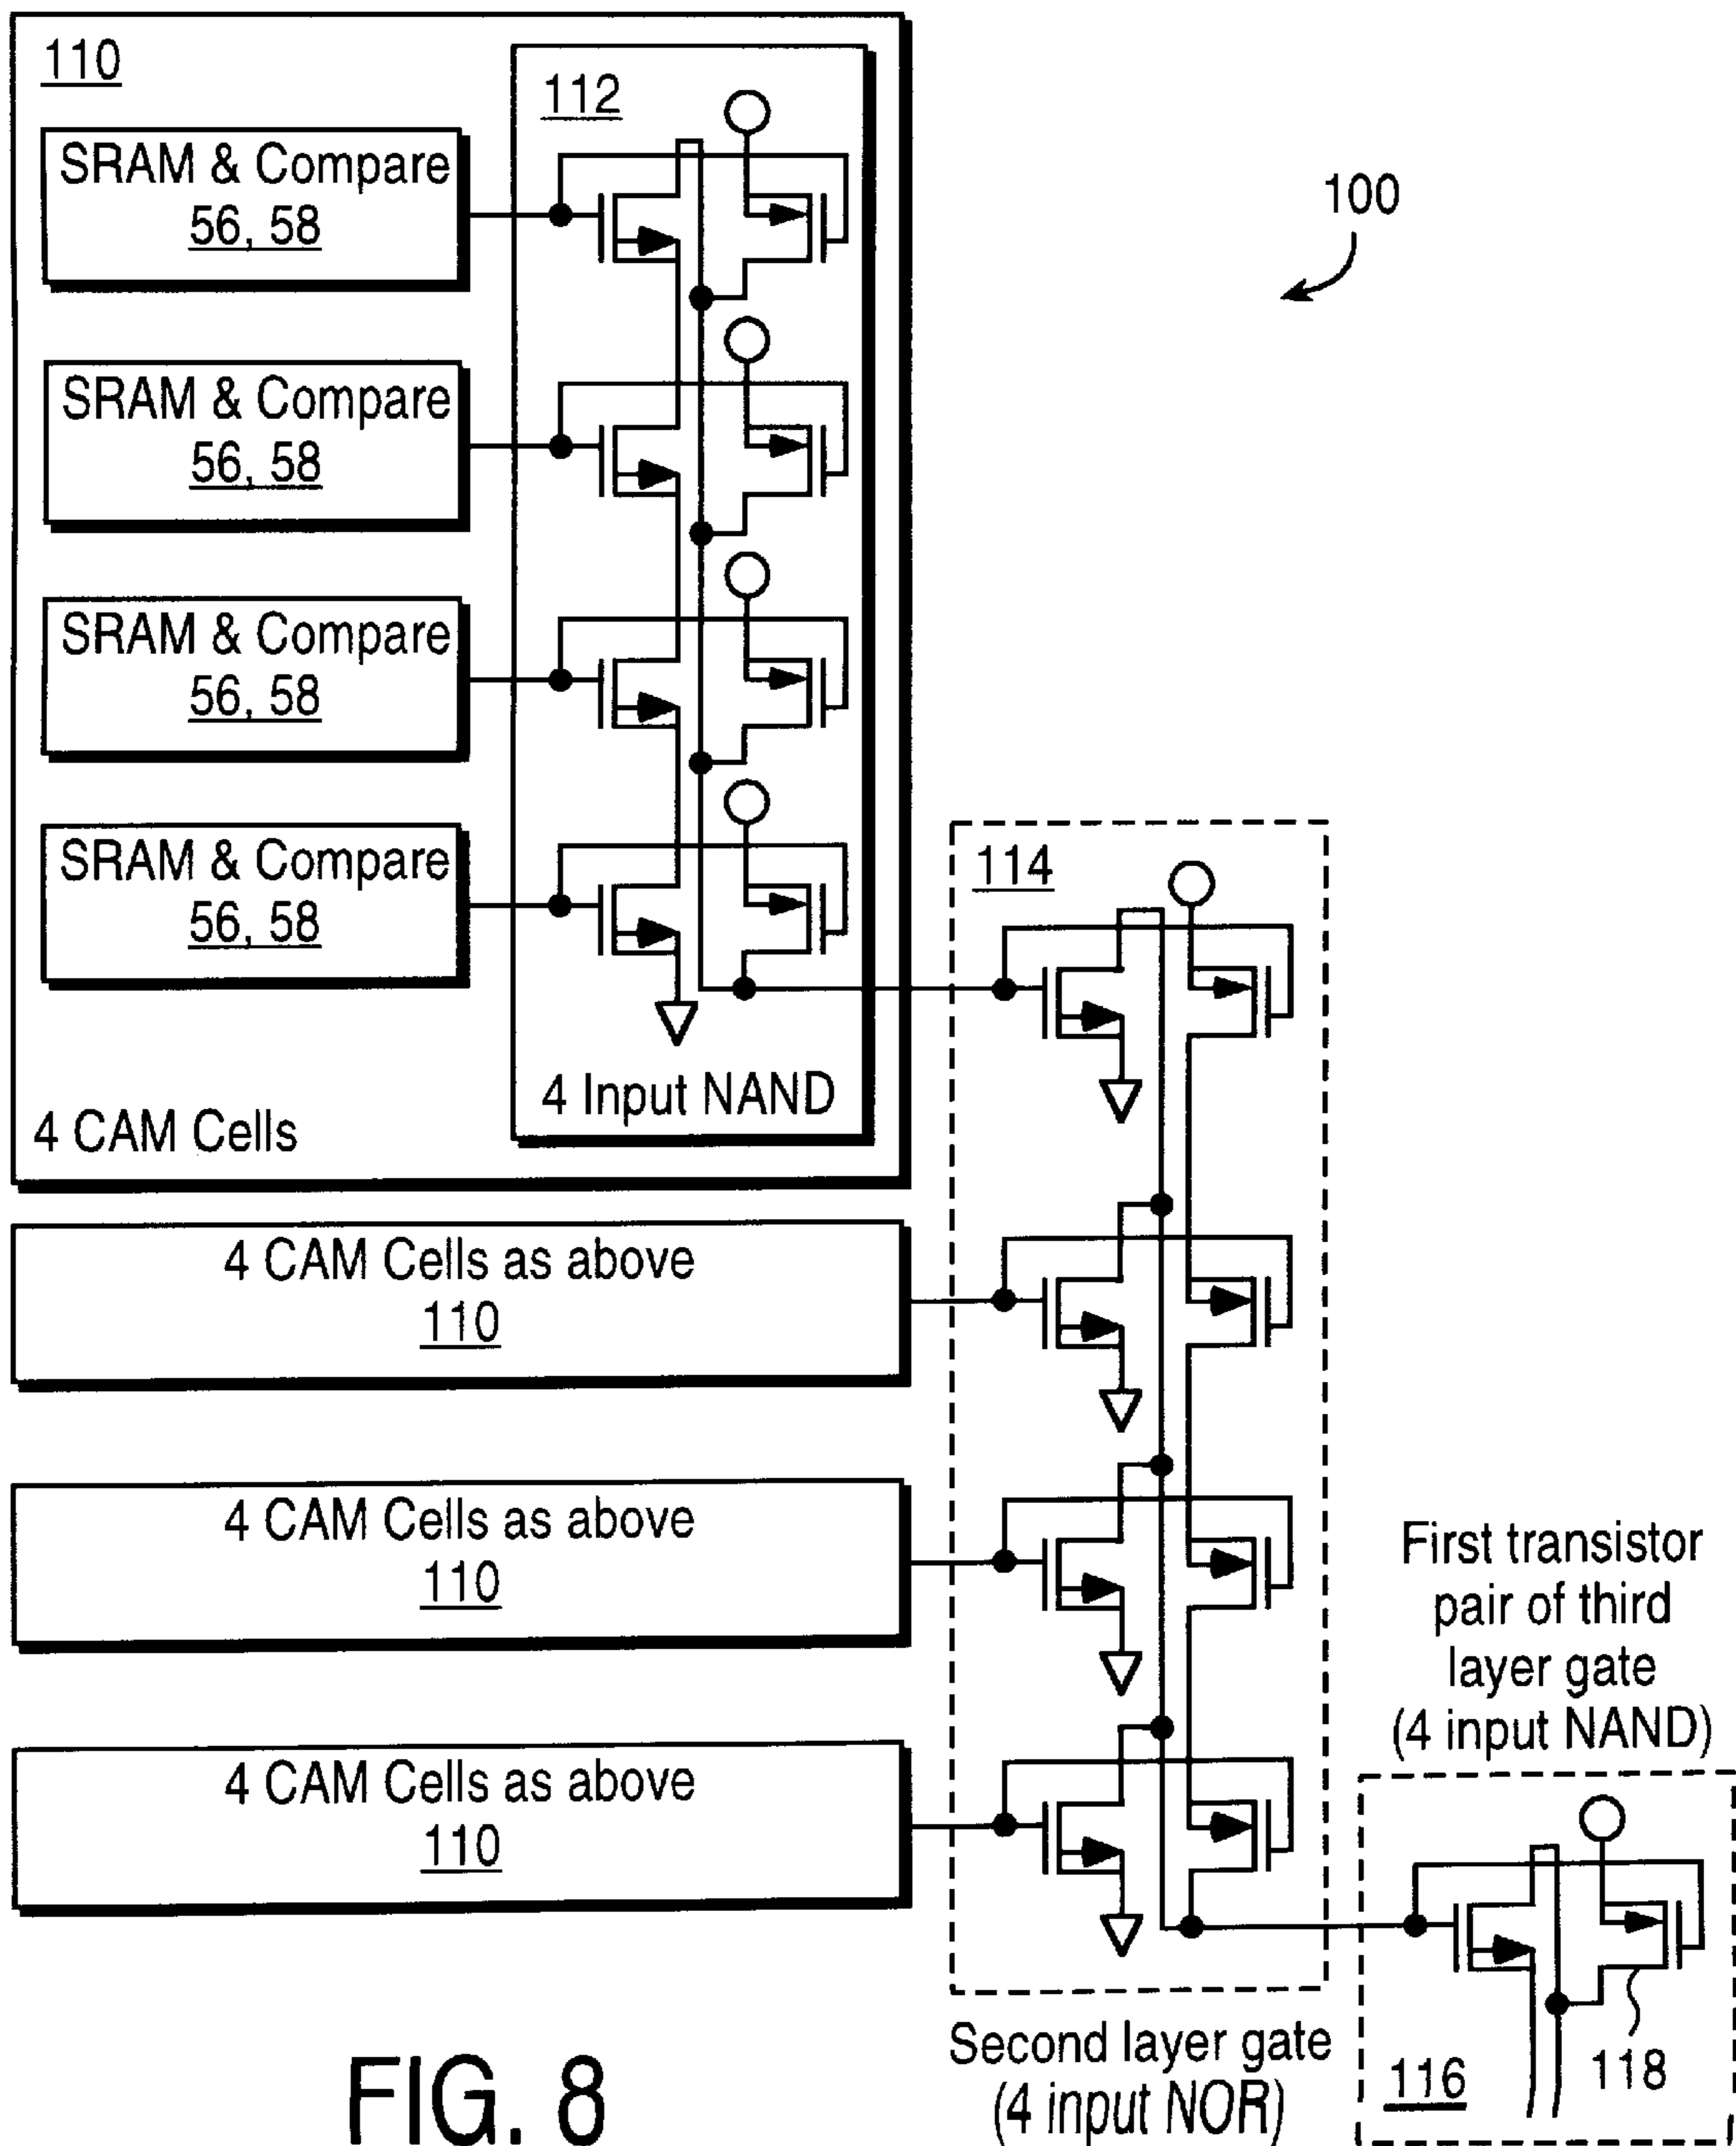 110
112
SRAM & Compare
56, 58
SRAM & Compare
56, 58
SRAM & Compare
56, 58
SRAM & Compare
56, 58
4 Input NAND
4 CAM Cells
100
114
4 CAM Cells as above
110
4 CAM Cells as above
110
4 CAM Cells as above
110
Second layer gate
(4 input NOR)
First transistor
pair of third
layer gate
(4 input NAND)
116
118
FIG. 8